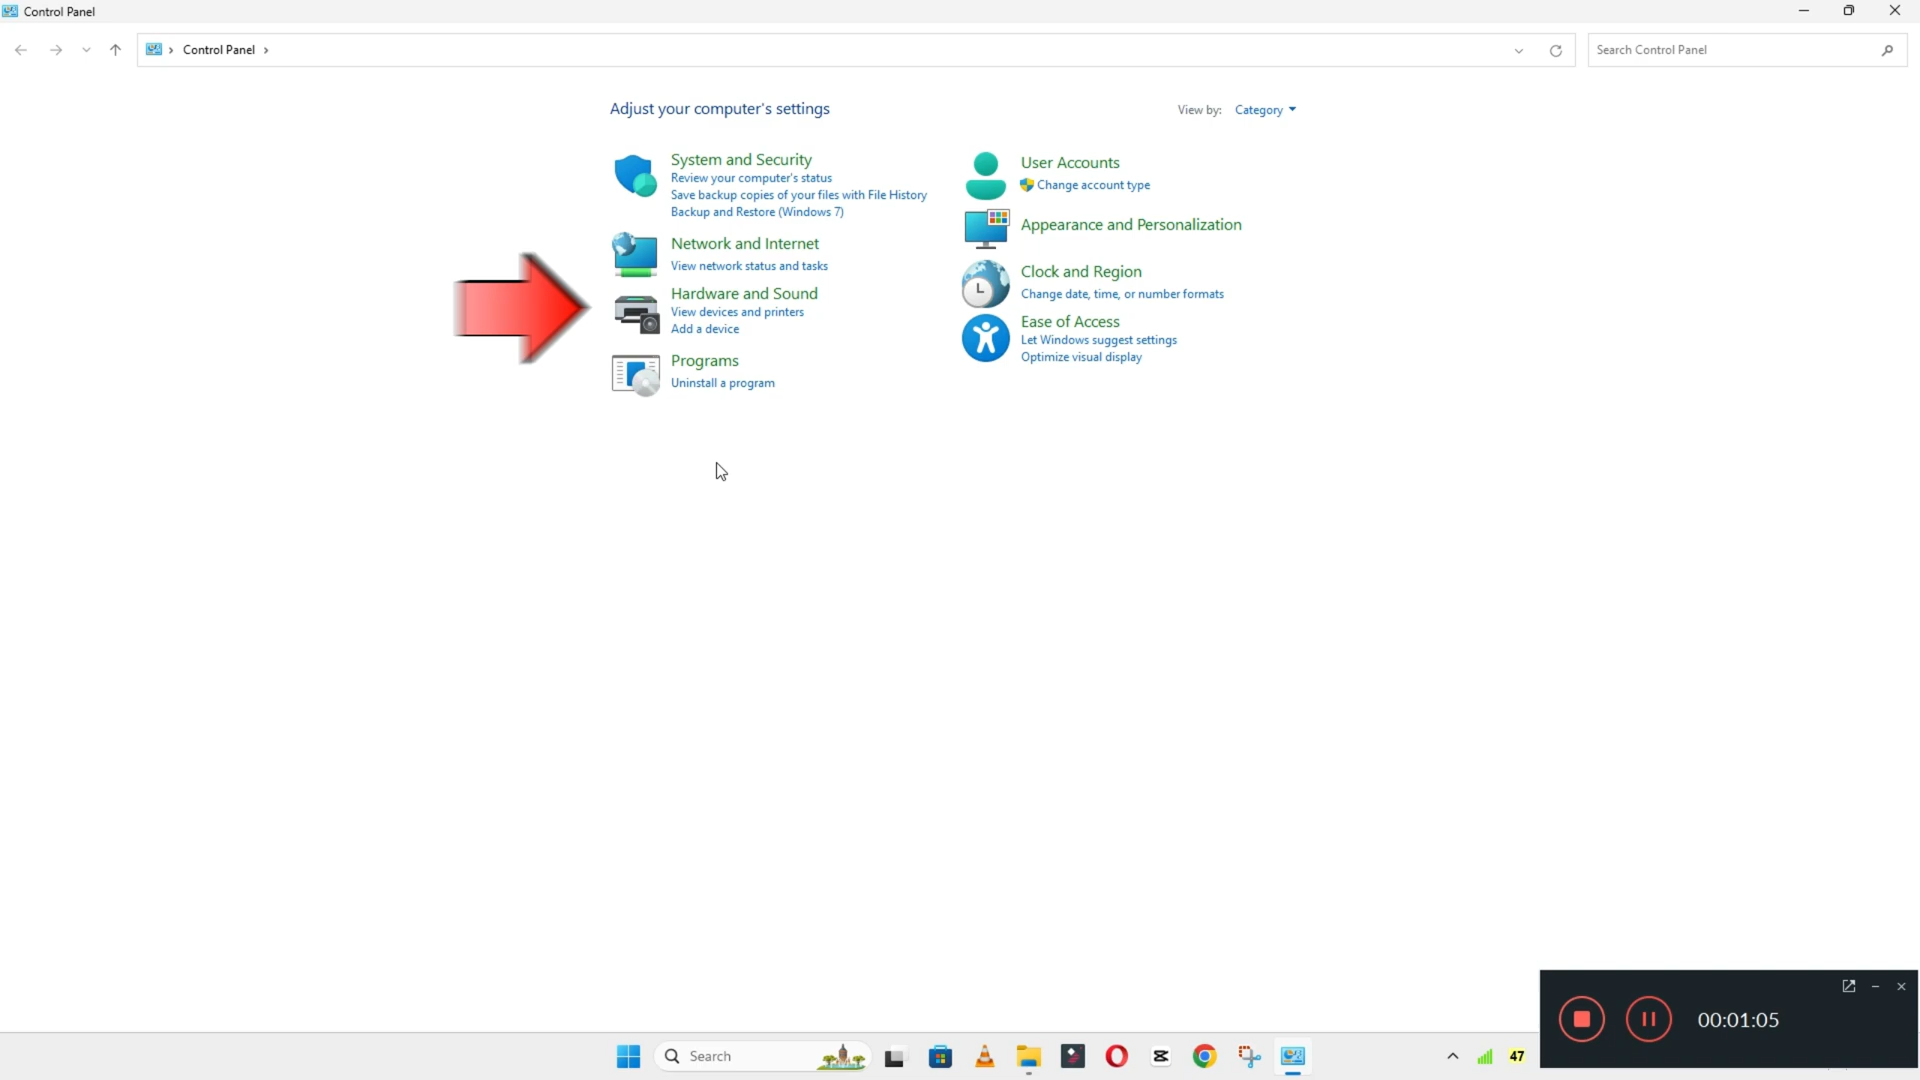 Control Panel
Control Panel
Search Control Panel
Adjust your computer's settings
View by: Category
System and Security
Review your computer's status
Save backup copies of your files with File History
Backup and Restore (Windows 7)
Network and Internet
View network status and tasks
Hardware and Sound
View devices and printers
Add a device
Programs
Uninstall a program
User Accounts
Change account type
Appearance and Personalization
Clock and Region
Change date, time, or number formats
Ease of Access
Let Windows suggest settings
Optimize visual display
00:01:05
Search
47